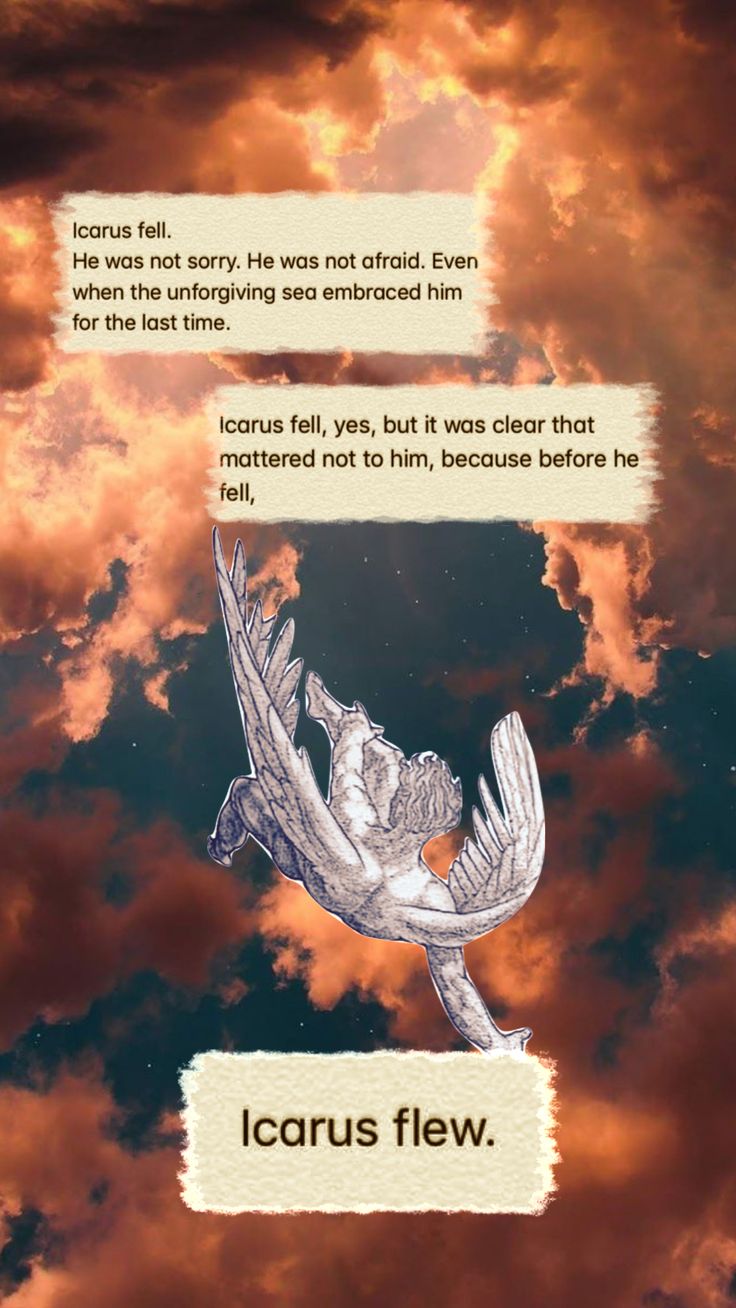 Icarus fell.
He was not sorry. He was not afraid. Even
when the unforgiving sea embraced him
for the last time.
Icarus fell, yes, but it was clear that
mattered not to him, because before he
fell,
Icarus flew.